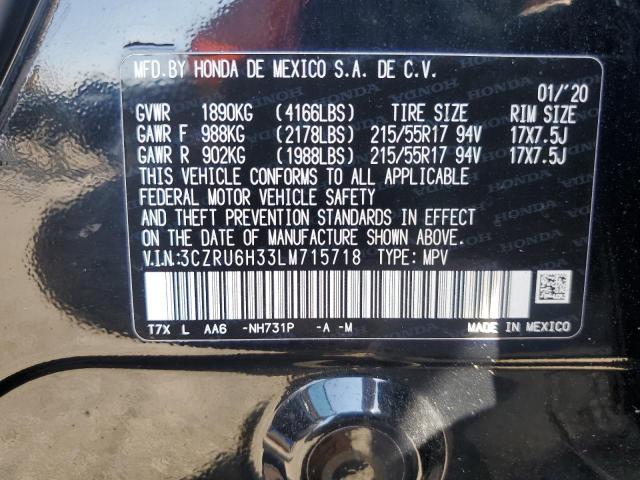 MFD.BY HONDA DE MEXICO S.A. DE C.V.
01/'20
GVWR 1890KG (4166LBS) TIRE SIZE RIM SIZE
GAWR F 988KG (2178LBS) 215/55R17 94V 17X7.5J
GAWR R 902KG (1988LBS) 215/55R17 94V 17X7.5J
THIS VEHICLE CONFORMS TO ALL APPLICABLE
FEDERAL MOTOR VEHICLE SAFETY
AND THEFT PREVENTION STANDARDS IN EFFECT
ON THE DATE OF MANUFACTURE SHOWN ABOVE.
V.I.N.:3CZRU6H33LM715718 TYPE: MPV
T7X L AA6 -NH731P -A -M MADE IN MEXICO